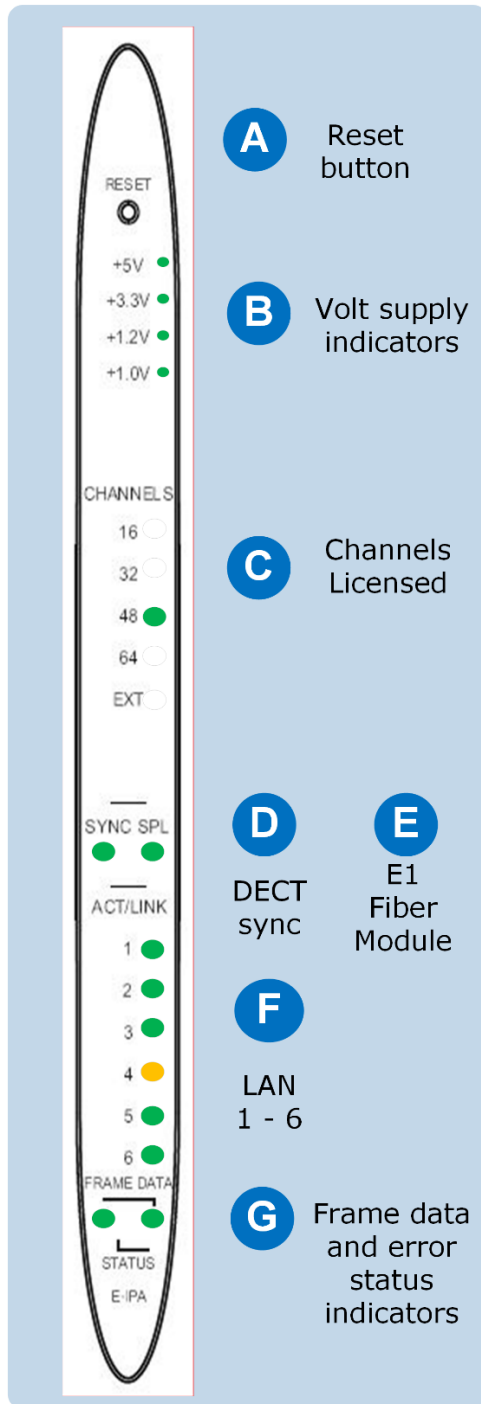 A
Reset
button
RESET
+5V
+3.3V
+1.2V
+1.0V
B
Volt supply
indicators
CHANNELS
16
32
48
64
EXT
C
Channels
Licensed
SYNC SPL
D
DECT
sync
E
E1
Fiber
Module
ACT/LINK
1
2
3
4
5
6
F
LAN
1 - 6
FRAME DATA
STATUS
E-IPA
G
Frame data
and error
status
indicators